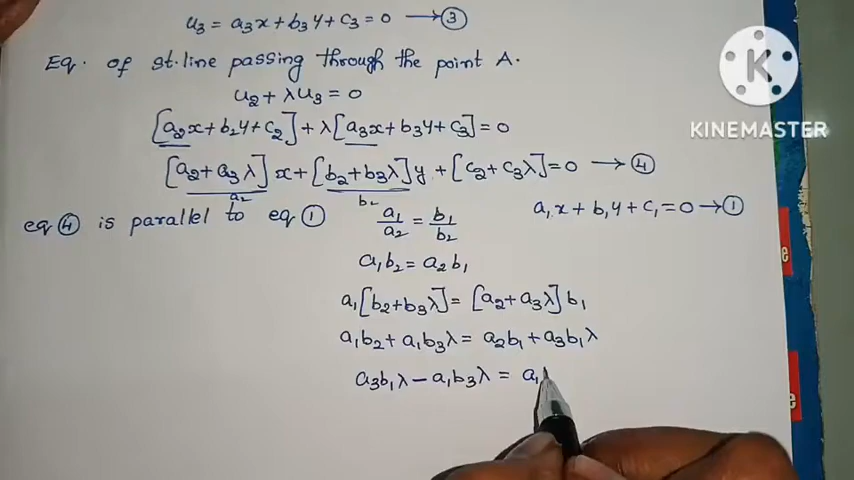 u₃ = a₃x + b₃y + c₃ = 0 → ③
Eq. of st.line passing through the point A.
u₂ + λu₃ = 0
[a₂x + b₂y + c₂] + λ[a₃x + b₃y + c₃] = 0
[a₂ + a₃λ]x + [b₂ + b₃λ]y + [c₂ + c₃λ] = 0 → ④
a₂ b₂
eq ④ is parallel to eq ① a₁/a₂ = b₁/b₂ a₁x + b₁y + c₁ = 0 → ①
a₁b₂ = a₂b₁
a₁[b₂ + b₃λ] = [a₂ + a₃λ]b₁
a₁b₂ + a₁b₃λ = a₂b₁ + a₃b₁λ
a₃b₁λ − a₁b₃λ = a₁
K
KINEMASTER